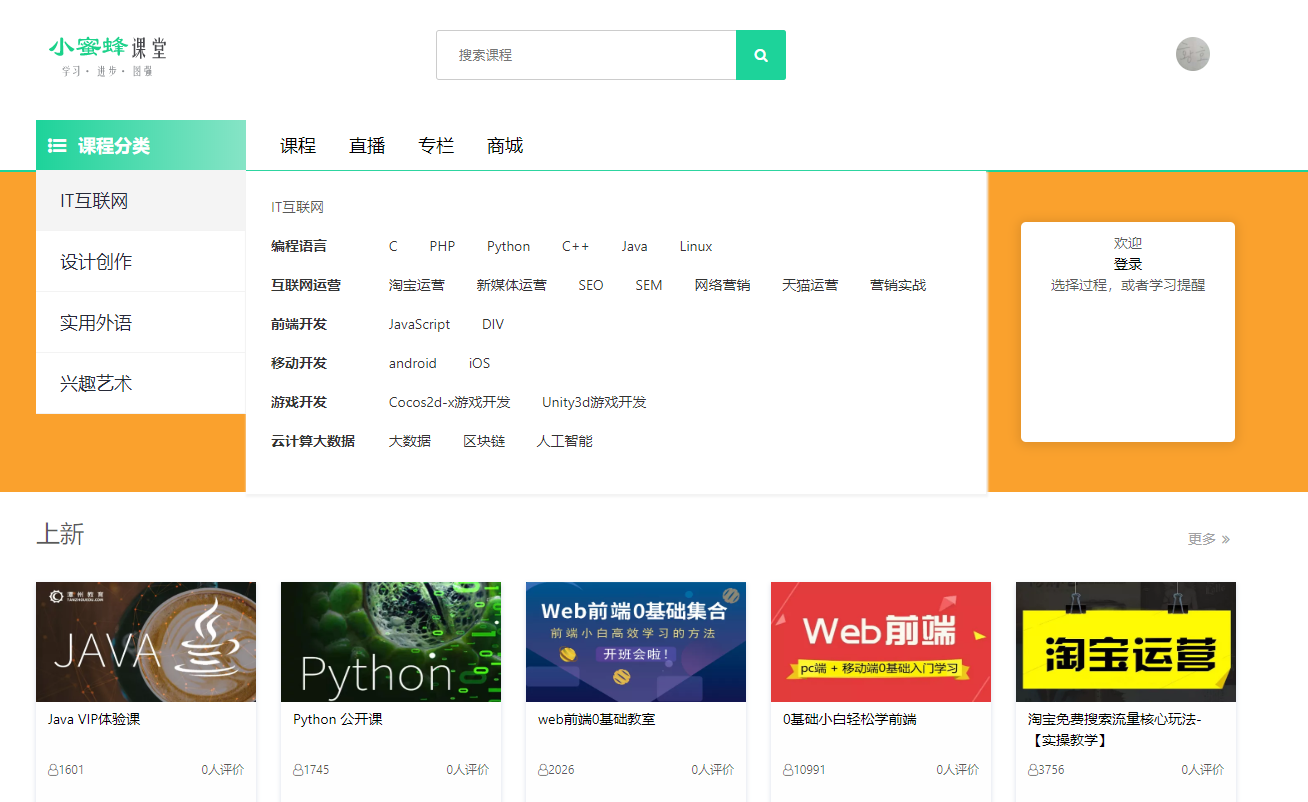 小蜜蜂课堂
学习· 进步· 图强
搜索课程
课程分类
课程 直播 专栏 商城
IT互联网
设计创作
实用外语
兴趣艺术
IT互联网
编程语言 C PHP Python C++ Java Linux
互联网运营 淘宝运营 新媒体运营 SEO SEM 网络营销 天猫运营 营销实战
前端开发 JavaScript DIV
移动开发 android iOS
游戏开发 Cocos2d-x游戏开发 Unity3d游戏开发
云计算大数据 大数据 区块链 人工智能
欢迎
登录
选择过程，或者学习提醒
上新
更多 »
潭州教育
JAVA
Python
Web前端0基础集合
前端小白高效学习的方法
开班会啦！
Web前端
pc端 + 移动端0基础入门学习
淘宝运营
Java VIP体验课
1601 0人评价
Python 公开课
1745 0人评价
web前端0基础教室
2026 0人评价
0基础小白轻松学前端
10991 0人评价
淘宝免费搜索流量核心玩法-
【实操教学】
3756 0人评价